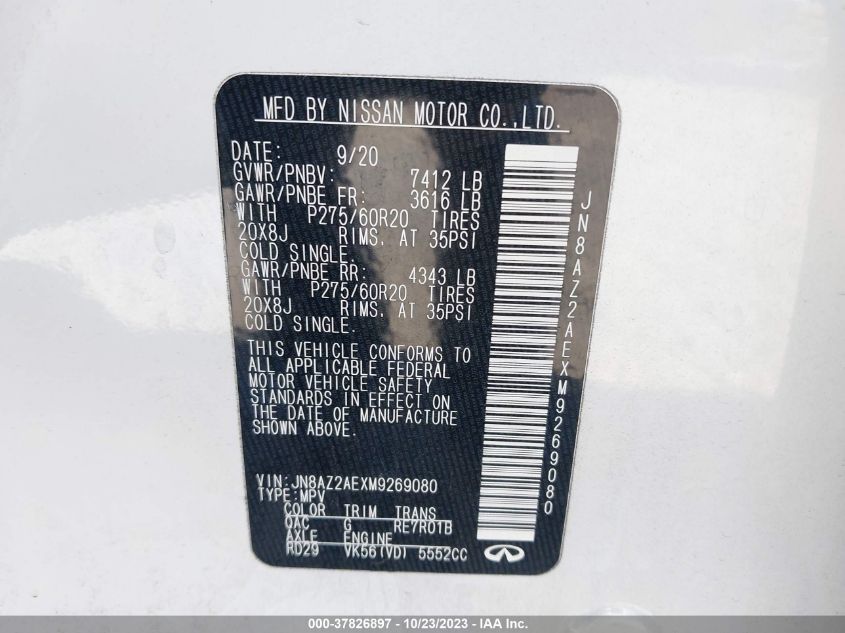 MFD BY NISSAN MOTOR CO.,LTD.
DATE: 9/20
GVWR/PNBV: 7412 LB
GAWR/PNBE FR: 3616 LB
WITH P275/60R20 TIRES
20X8J RIMS, AT 35PSI
COLD SINGLE.
GAWR/PNBE RR: 4343 LB
WITH P275/60R20 TIRES
20X8J RIMS, AT 35PSI
COLD SINGLE.
THIS VEHICLE CONFORMS TO
ALL APPLICABLE FEDERAL
MOTOR VEHICLE SAFETY
STANDARDS IN EFFECT ON
THE DATE OF MANUFACTURE
SHOWN ABOVE.
VIN:JN8AZ2AEXM9269080
TYPE:MPV
COLOR TRIM TRANS
QAC G RE7R01B
AXLE ENGINE
RD29 VK56(VD) 5552CC
JN8AZ2AEXM9269080
000-37826897 - 10/23/2023 - IAA Inc.